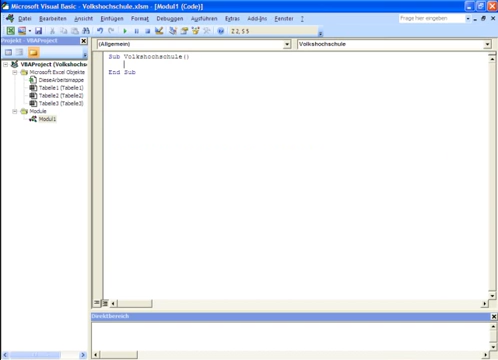 Microsoft Visual Basic - Volkshochschule.xlsm - [Modul1 (Code)]
Datei Bearbeiten Ansicht Einfügen Format Debuggen Ausführen Extras Add-Ins Fenster ?
Frage hier eingeben
Z 2, S 5
Projekt - VBAProject
(Allgemein)
Volkshochschule
VBAProject (Volkshochs
Microsoft Excel Objekte
DieseArbeitsmappe
Tabelle1 (Tabelle1)
Tabelle2 (Tabelle2)
Tabelle3 (Tabelle3)
Module
Modul1
Sub Volkshochschule()
End Sub
Direktbereich